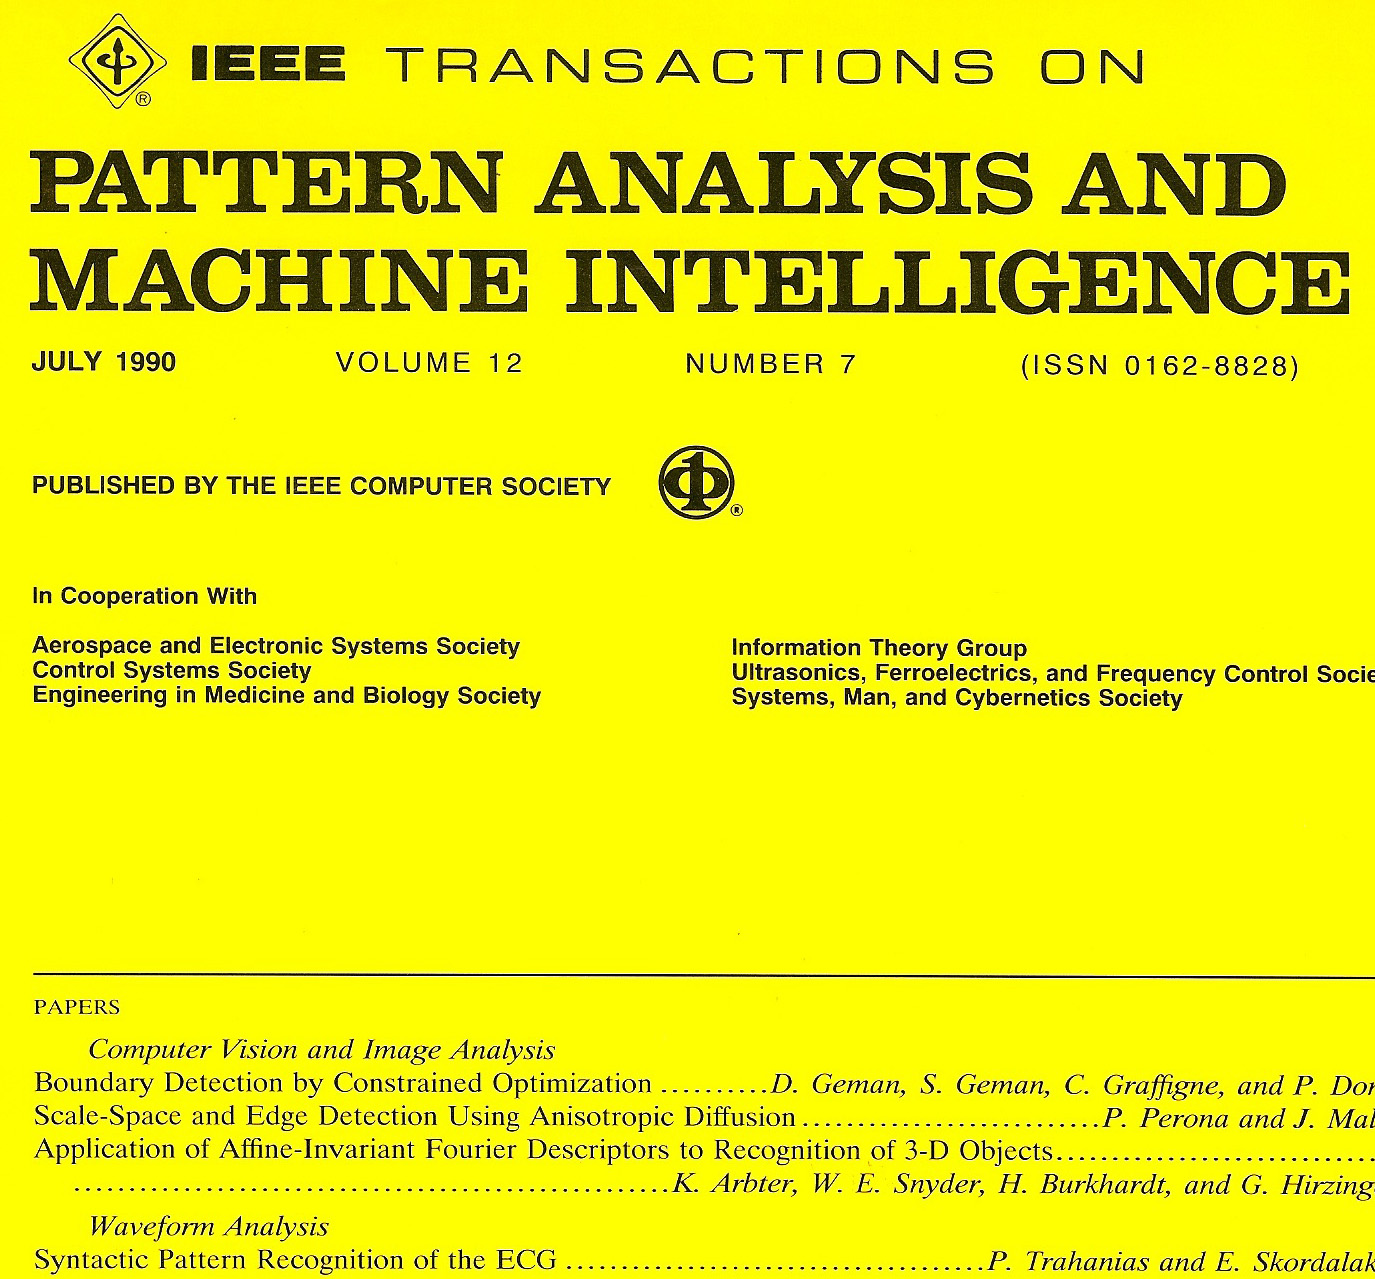 IEEE TRANSACTIONS ON
PATTERN ANALYSIS AND
MACHINE INTELLIGENCE
JULY 1990 VOLUME 12 NUMBER 7 (ISSN 0162-8828)
PUBLISHED BY THE IEEE COMPUTER SOCIETY ®
In Cooperation With
Aerospace and Electronic Systems Society
Control Systems Society
Engineering in Medicine and Biology Society
Information Theory Group
Ultrasonics, Ferroelectrics, and Frequency Control
Systems, Man, and Cybernetics Society
PAPERS
Computer Vision and Image Analysis
Boundary Detection by Constrained Optimization ..........D. Geman, S. Geman, C. Graffigne, and P.
Scale-Space and Edge Detection Using Anisotropic Diffusion...........................P. Perona and J.
Application of Affine-Invariant Fourier Descriptors to Recognition of 3-D Objects.............................
......................................................K. Arbter, W. E. Snyder, H. Burkhardt, and G.
Waveform Analysis
Syntactic Pattern Recognition of the ECG ......................................P. Trahanias and E.